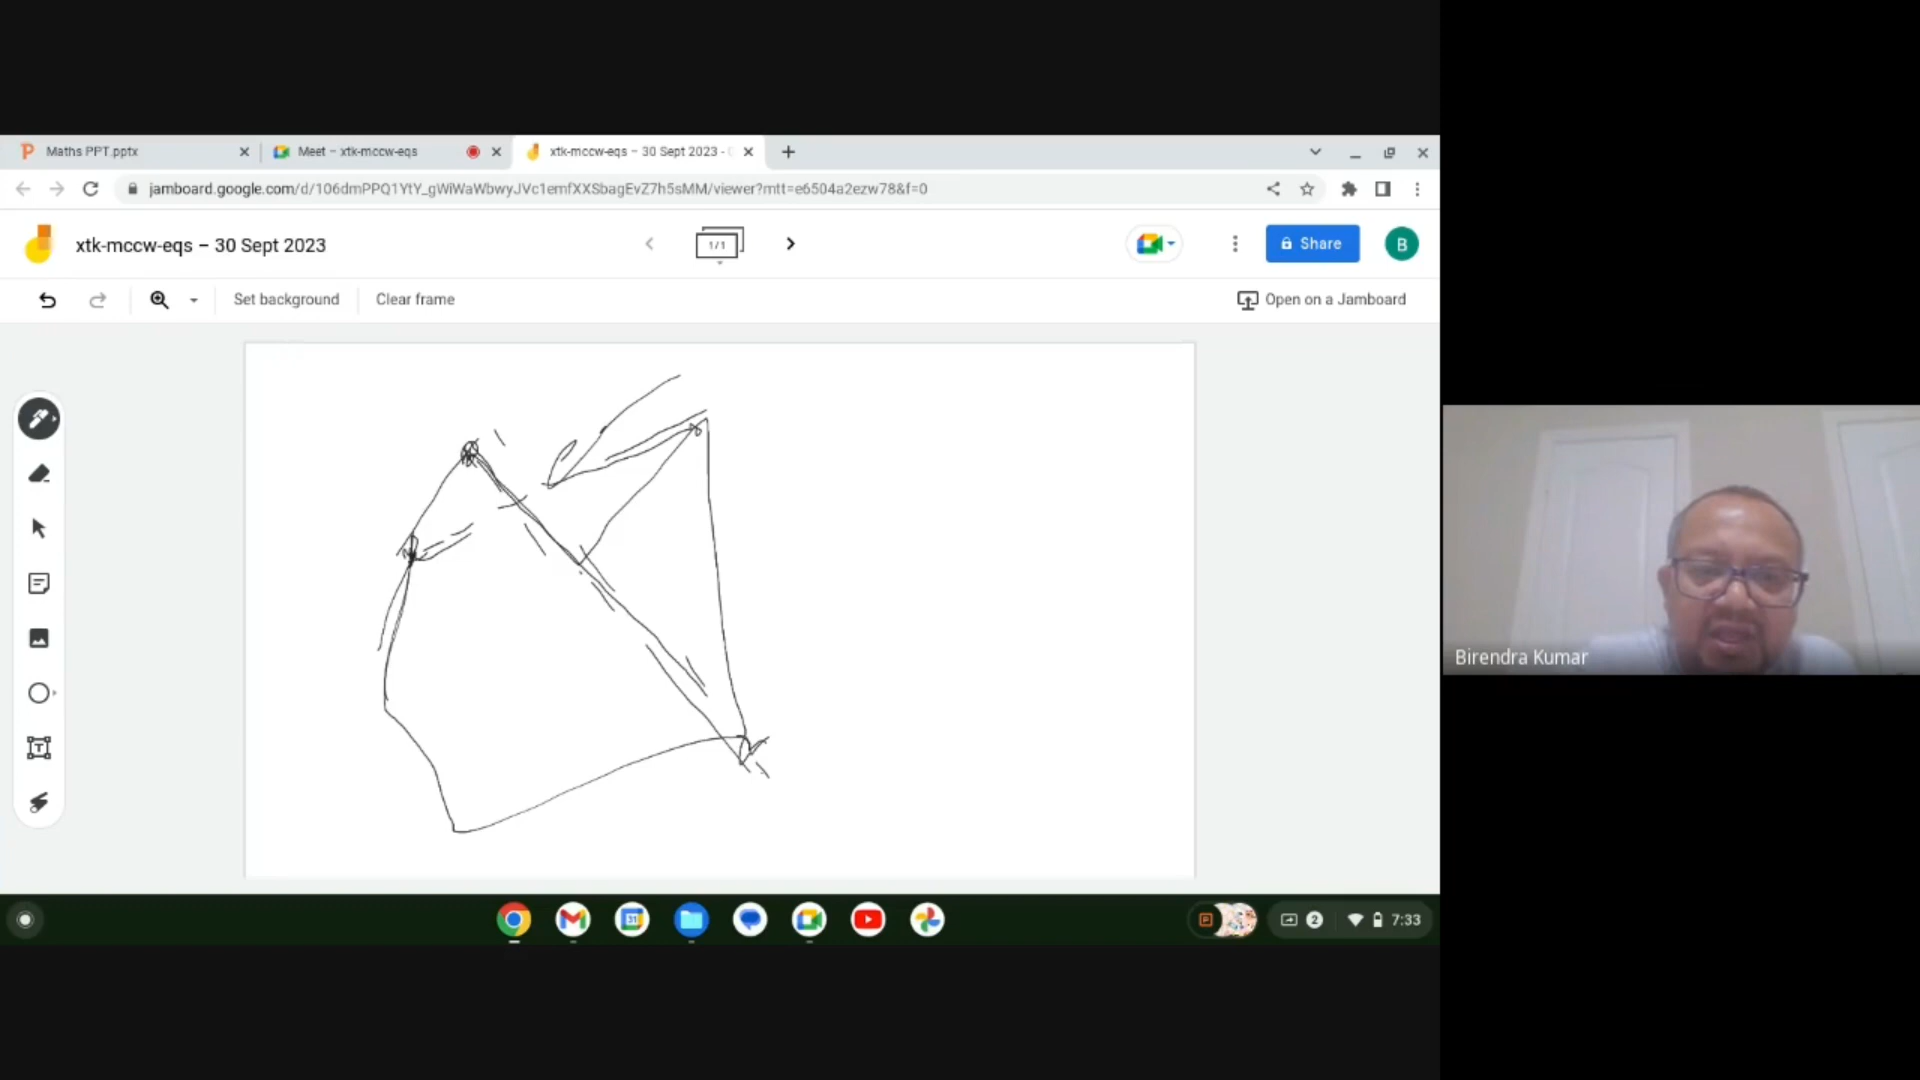 Maths PPT.pptx
Meet – xtk-mccw-eqs
xtk-mccw-eqs – 30 Sept 2023 -
jamboard.google.com/d/106dmPPQ1YtY_gWiWaWbwyJVc1emfXXSbagEvZ7h5sMM/viewer?mtt=e6504a2ezw78&f=0
xtk-mccw-eqs – 30 Sept 2023
1/1
Share
B
Set background
Clear frame
Open on a Jamboard
Birendra Kumar
31
2
7:33